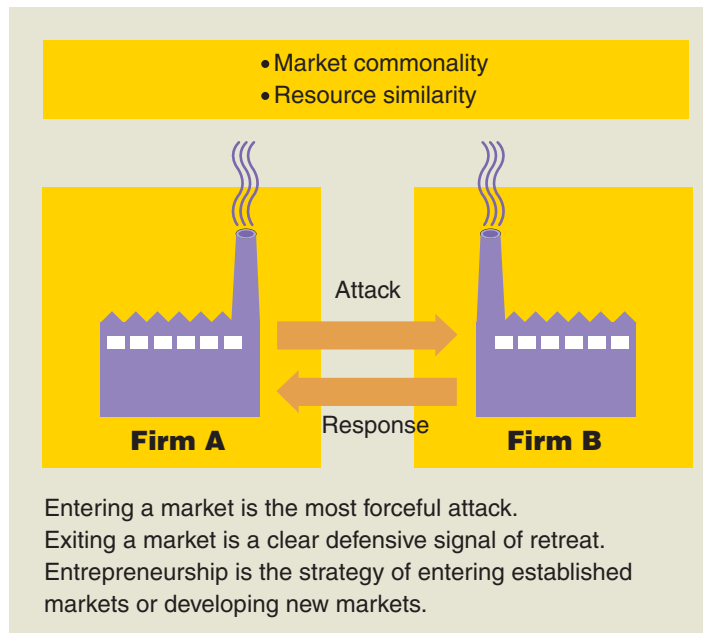 • Market commonality
• Resource similarity
Attack
Response
Firm A
Firm B
Entering a market is the most forceful attack.
Exiting a market is a clear defensive signal of retreat.
Entrepreneurship is the strategy of entering established
markets or developing new markets.